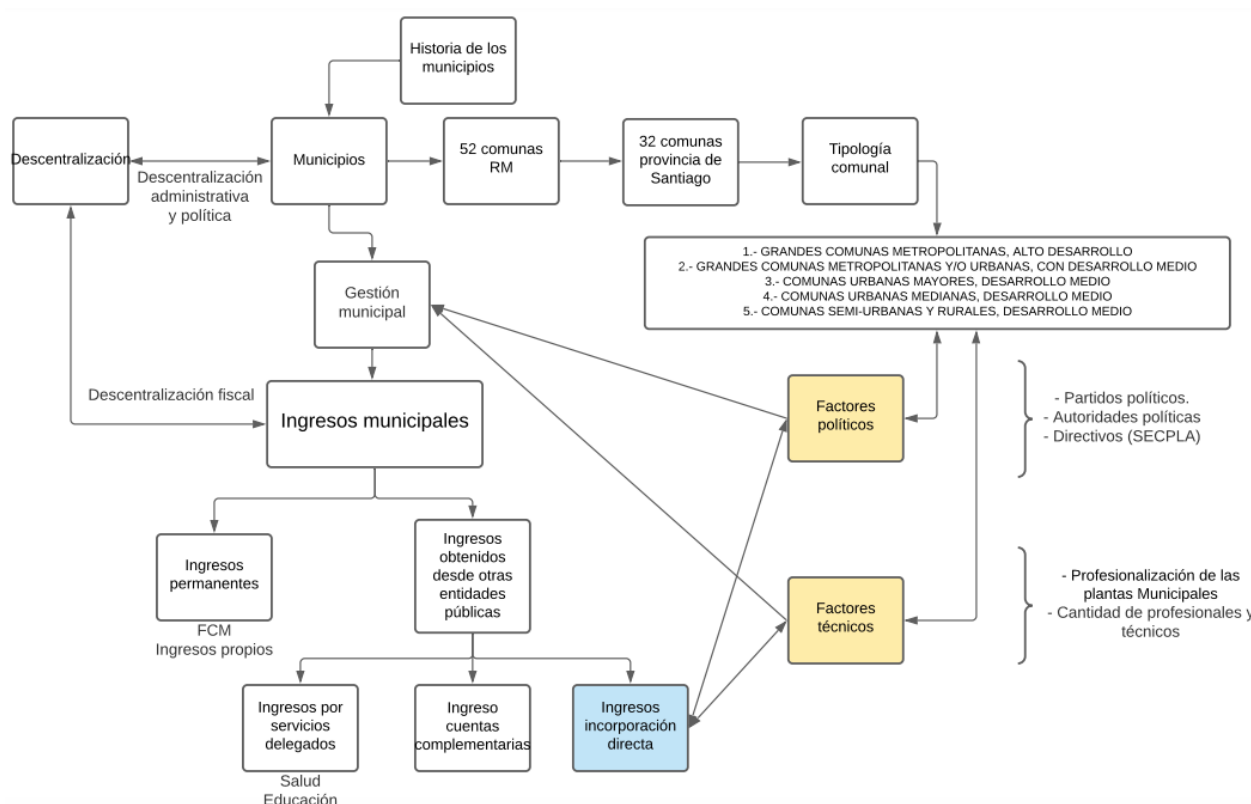 Historia de los
municipios
Descentralización
Descentralización
administrativa
y política
Municipios
52 comunas
RM
32 comunas
provincia de
Santiago
Tipología
comunal
1.- GRANDES COMUNAS METROPOLITANAS, ALTO DESARROLLO
2.- GRANDES COMUNAS METROPOLITANAS Y/O URBANAS, CON DESARROLLO MEDIO
3.- COMUNAS URBANAS MAYORES, DESARROLLO MEDIO
4.- COMUNAS URBANAS MEDIANAS, DESARROLLO MEDIO
5.- COMUNAS SEMI-URBANAS Y RURALES, DESARROLLO MEDIO
Gestión
municipal
Descentralización fiscal
Ingresos municipales
Factores
políticos
- Partidos políticos.
- Autoridades políticas
- Directivos (SECPLA)
Ingresos
permanentes
FCM
Ingresos propios
Ingresos
obtenidos
desde otras
entidades
públicas
Factores
técnicos
- Profesionalización de las
plantas Municipales
- Cantidad de profesionales y
técnicos
Ingresos por
servicios
delegados
Salud
Educación
Ingreso
cuentas
complementarias
Ingresos
incorporación
directa